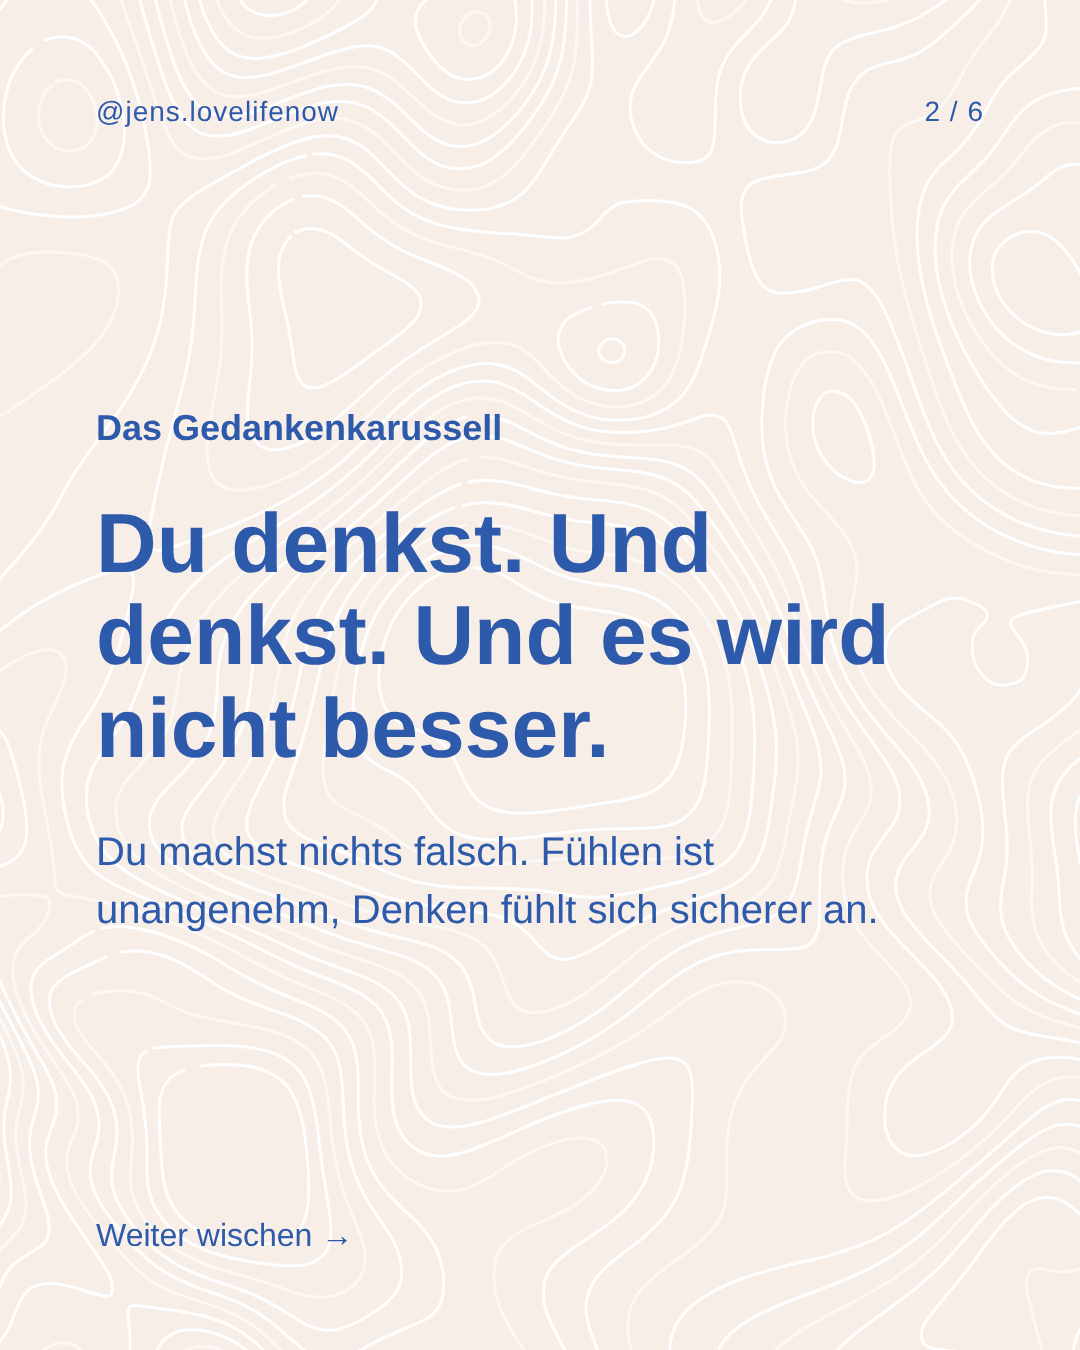 @jens.lovelifenow
2 / 6
Das Gedankenkarussell
Du denkst. Und
denkst. Und es wird
nicht besser.
Du machst nichts falsch. Fühlen ist
unangenehm, Denken fühlt sich sicherer an.
Weiter wischen →